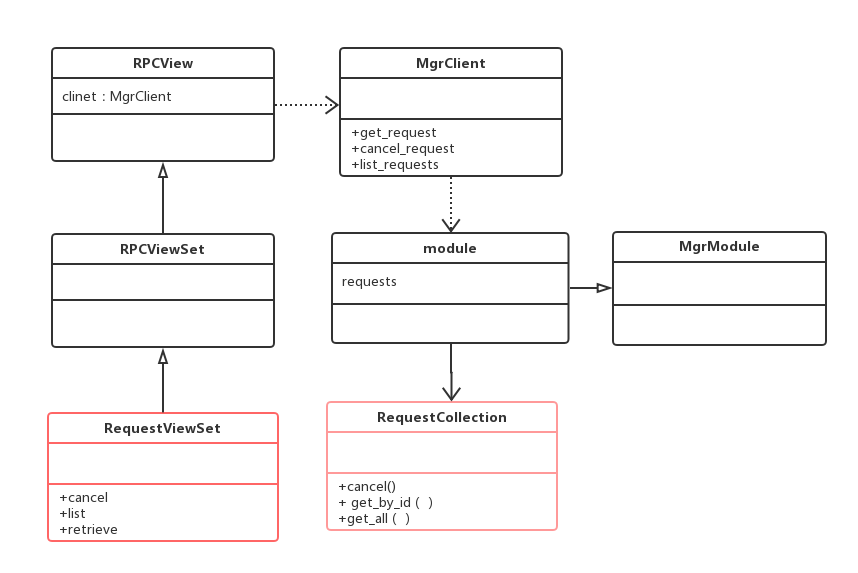 RPCView
clinet : MgrClient
MgrClient
+get_request
+cancel_request
+list_requests
RPCViewSet
module
requests
MgrModule
RequestViewSet
+cancel
+list
+retrieve
RequestCollection
+cancel()
+ get_by_id ( )
+get_all ( )